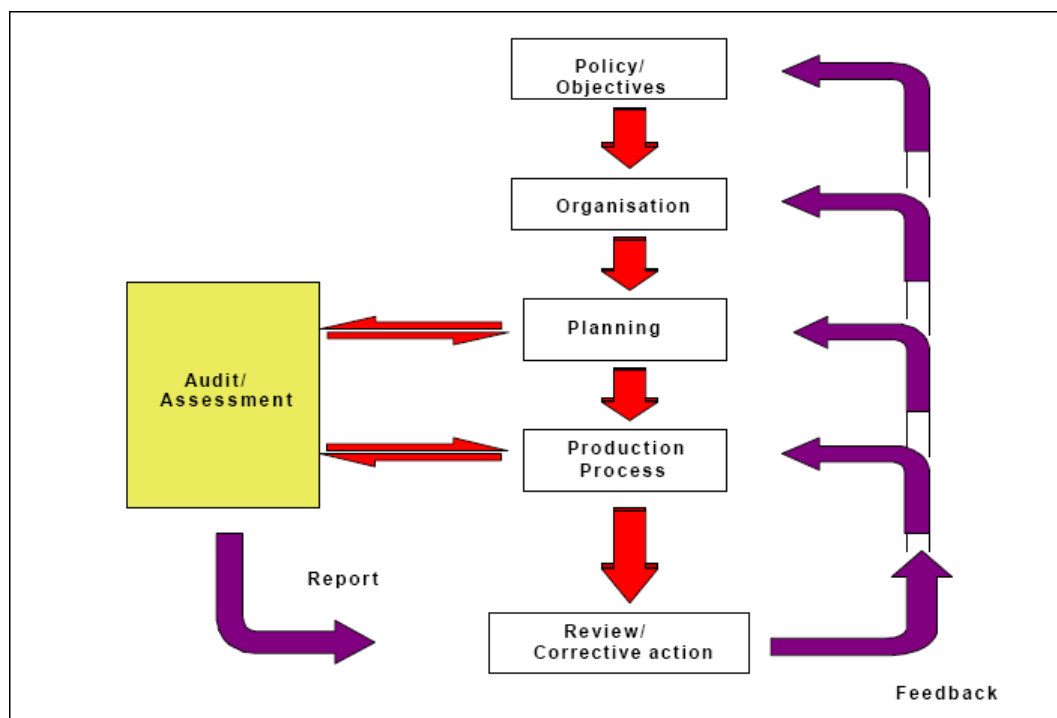 Policy/
Objectives
Organisation
Planning
Audit/
Assessment
Production
Process
Report
Review/
Corrective action
Feedback